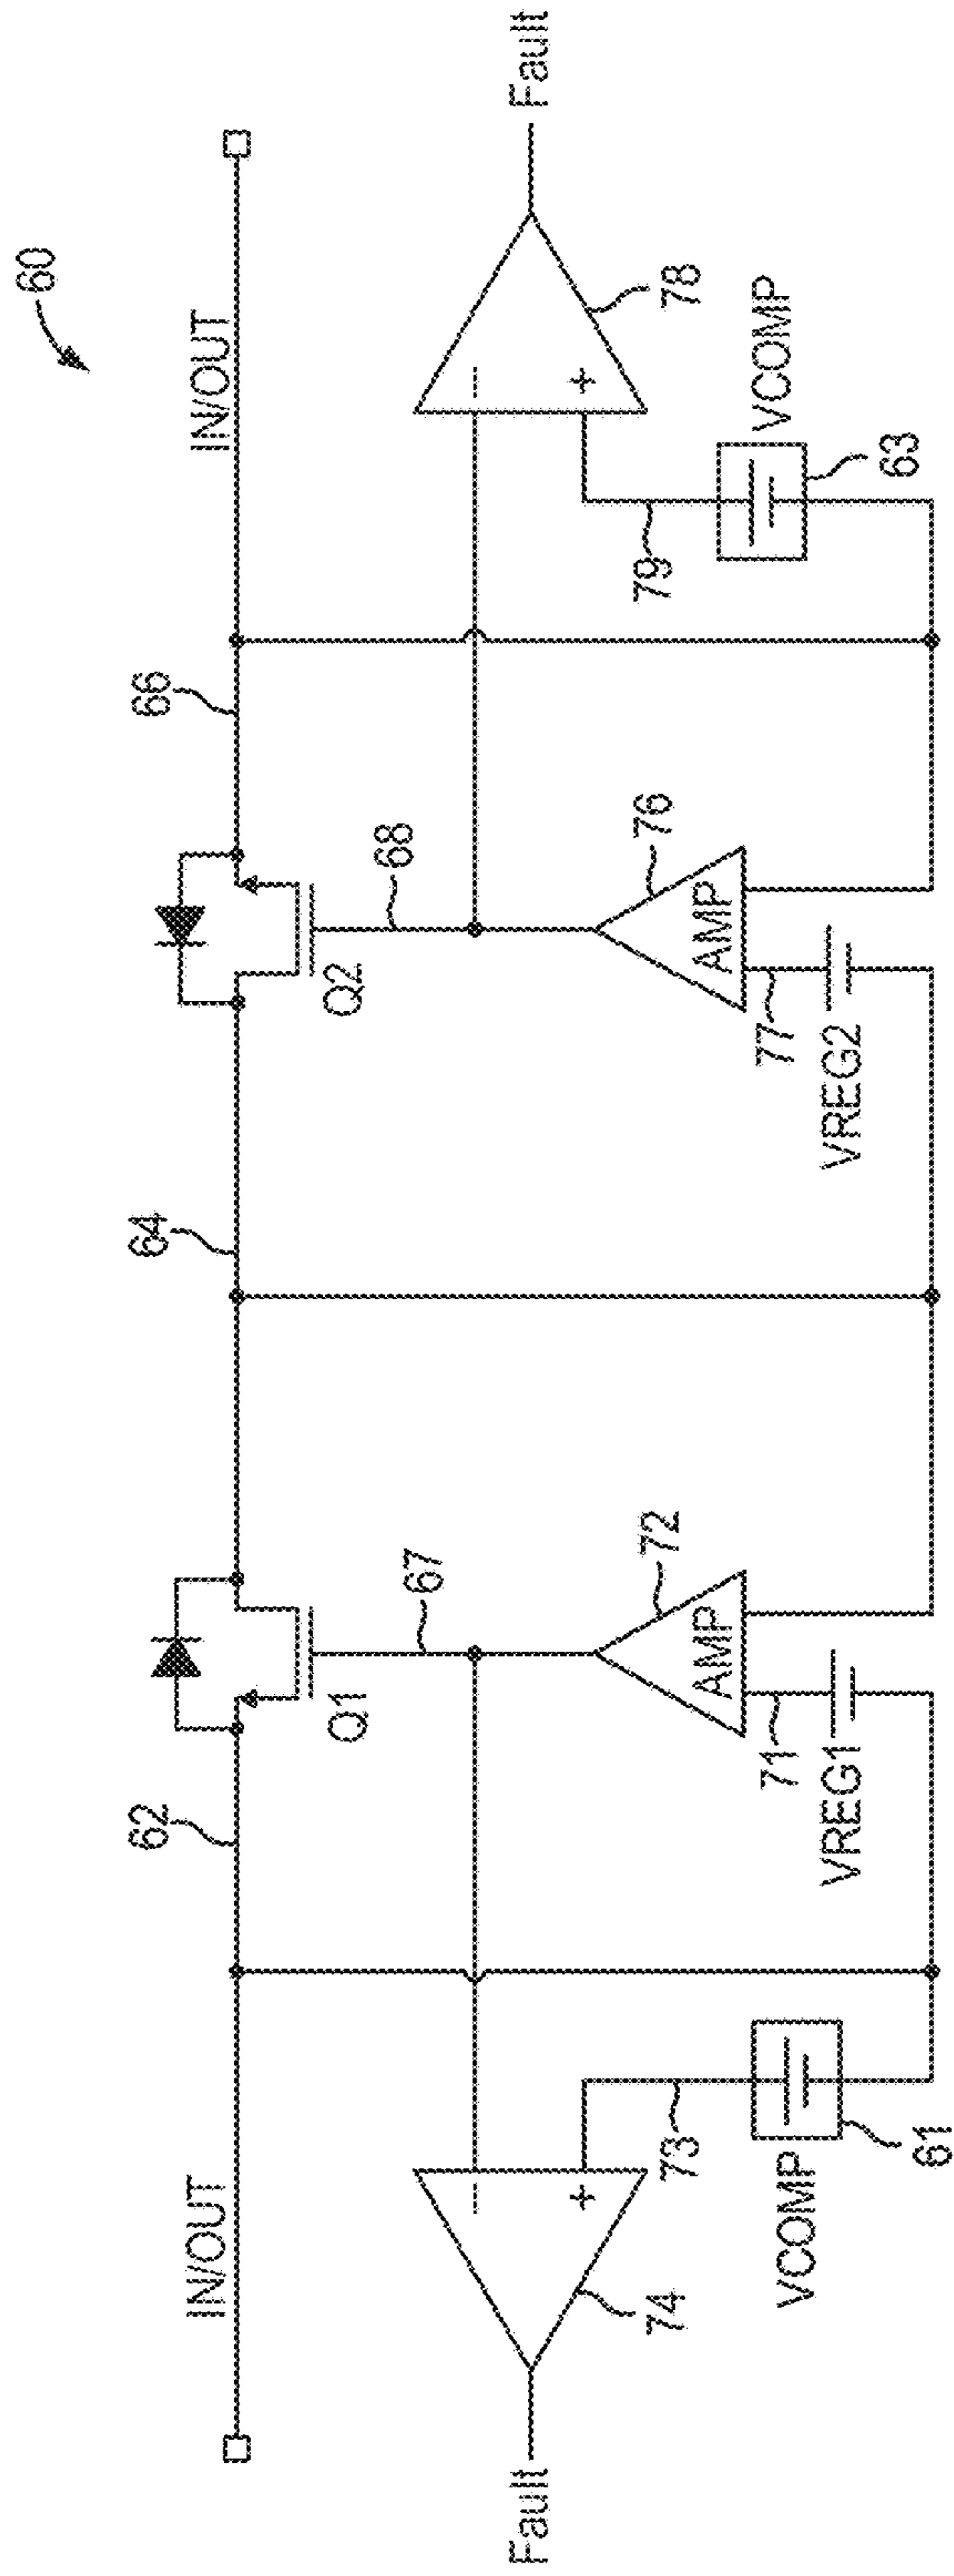 60
IN/OUT
62
64
66
IN/OUT
Q1
Q2
67
68
Fault
-
+
74
73
VCOMP
61
72
AMP
71
VREG1
76
AMP
77
VREG2
-
+
78
79
VCOMP
63
Fault